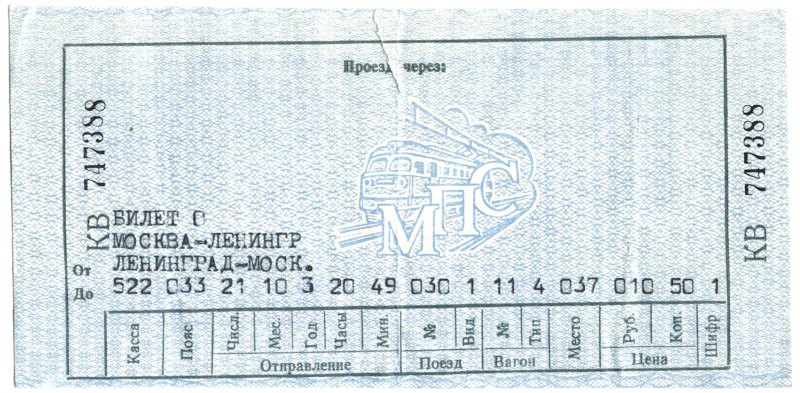 Проезд через:
КВ 747388
КВ 747388
МПС
БИЛЕТ С
МОСКВА-ЛЕНИНГР
От ЛЕНИНГРАД-МОСК.
До 522 033 21 10 3 20 49 030 1 11 4 037 010 50 1
Касса Пояс Числ. Мес. Год Часы Мин. № Вид № Тип Место Руб. Коп. Шифр
Отправление Поезд Вагон Цена